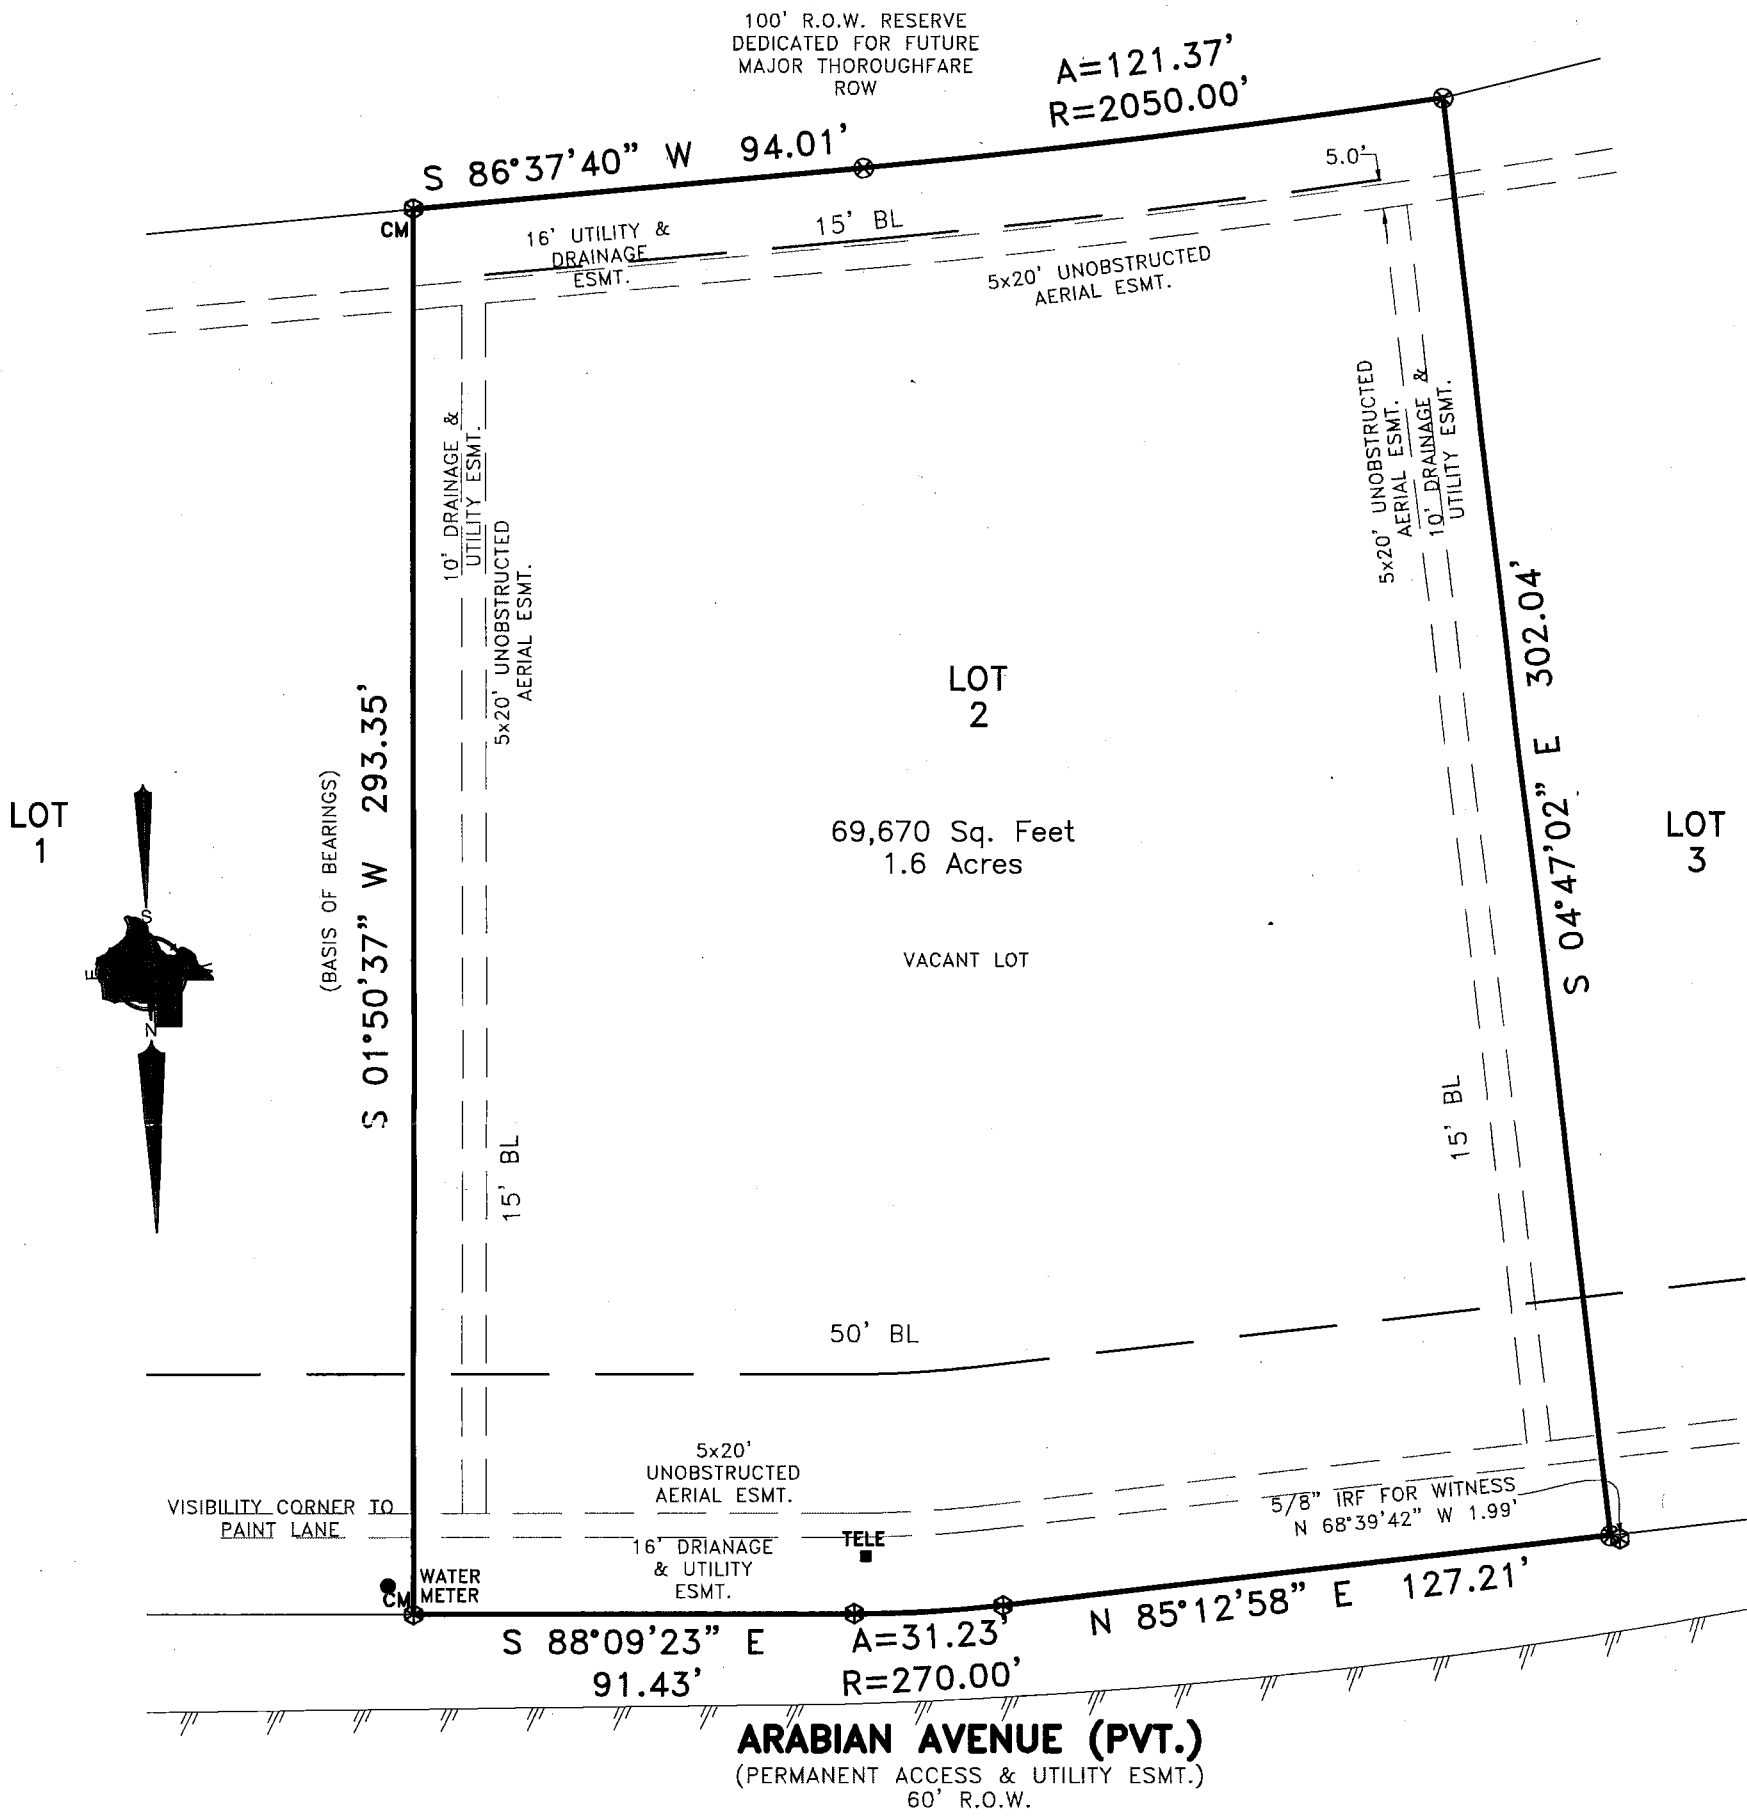 100' R.O.W. RESERVE
DEDICATED FOR FUTURE
MAJOR THOROUGHFARE
ROW
A=121.37'
R=2050.00'
S 86°37'40" W 94.01'
5.0'
CM
16' UTILITY &
DRAINAGE
ESMT.
15' BL
5x20' UNOBSTRUCTED
AERIAL ESMT.
10' DRAINAGE &
UTILITY ESMT.
5x20' UNOBSTRUCTED
AERIAL ESMT.
5x20' UNOBSTRUCTED
AERIAL ESMT.
10' DRAINAGE &
UTILITY ESMT.
LOT
2
S 01°50'37" W 293.35'
(BASIS OF BEARINGS)
S 04°47'02" E 302.04'
LOT
1
69,670 Sq. Feet
1.6 Acres
LOT
3
S
E
N
VACANT LOT
15' BL
15' BL
50' BL
5x20'
UNOBSTRUCTED
AERIAL ESMT.
VISIBILITY CORNER TO
PAINT LANE
5/8" IRF FOR WITNESS
N 68°39'42" W 1.99'
TELE
16' DRIANAGE
& UTILITY
ESMT.
WATER
METER
CM
S 88°09'23" E
91.43'
A=31.23'
R=270.00'
N 85°12'58" E 127.21'
ARABIAN AVENUE (PVT.)
(PERMANENT ACCESS & UTILITY ESMT.)
60' R.O.W.